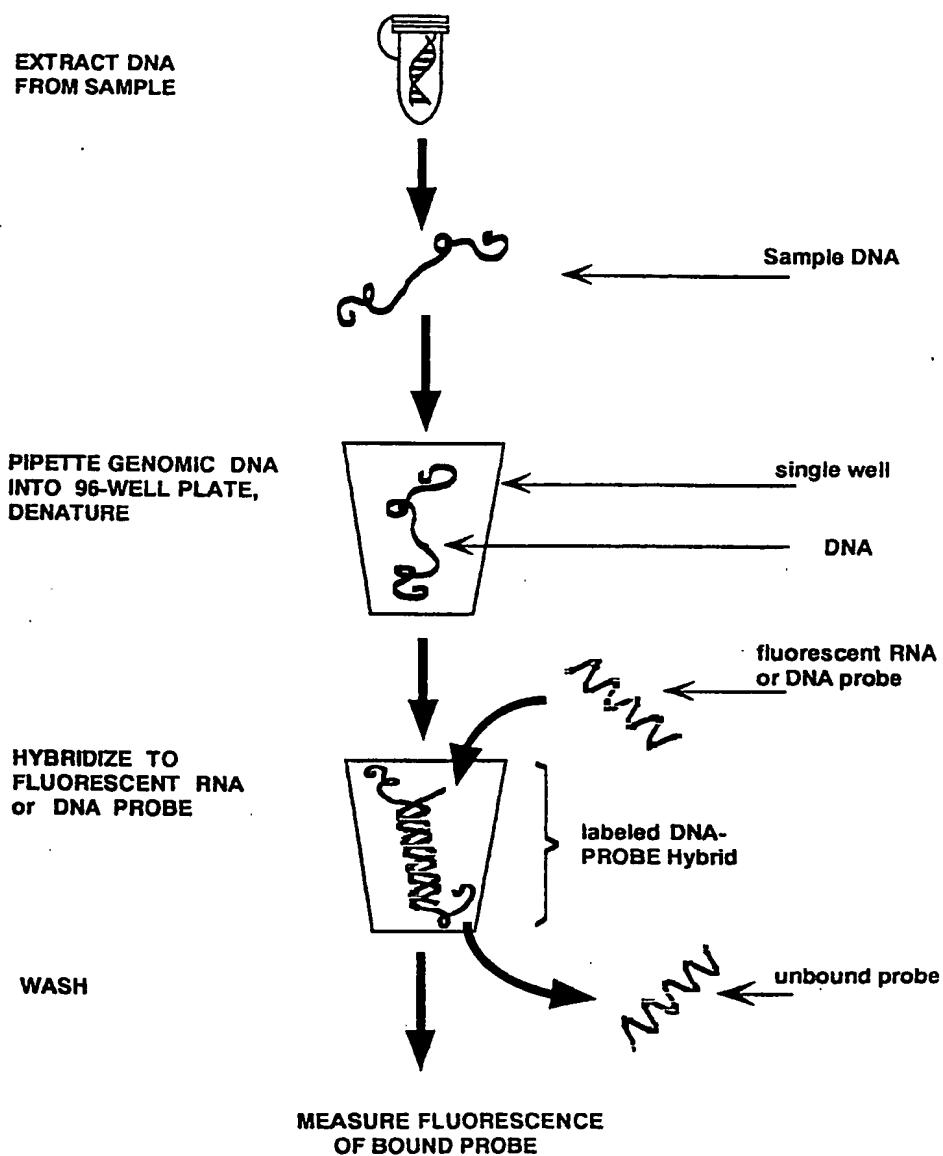 EXTRACT DNA
FROM SAMPLE
Sample DNA
PIPETTE GENOMIC DNA
INTO 96-WELL PLATE,
DENATURE
single well
DNA
fluorescent RNA
or DNA probe
HYBRIDIZE TO
FLUORESCENT RNA
or DNA PROBE
labeled DNA-
PROBE Hybrid
WASH
unbound probe
MEASURE FLUORESCENCE
OF BOUND PROBE